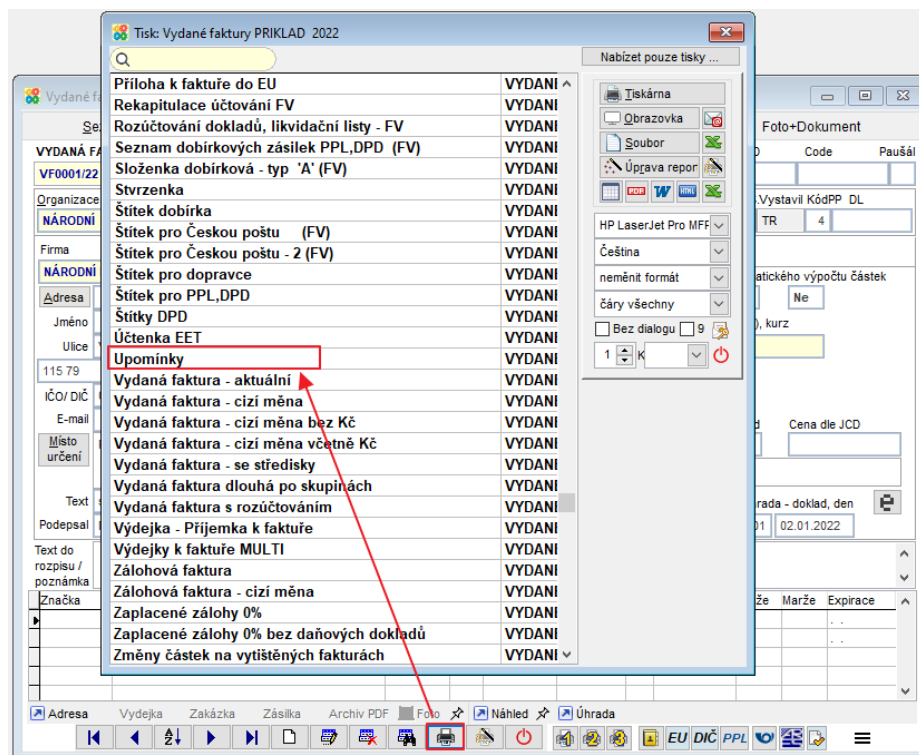 Tisk: Vydané faktury PRIKLAD 2022
Nabízet pouze tisky ...
Příloha k faktuře do EU VYDANI
Rekapitulace účtování FV VYDANI
Rozúčtování dokladů, likvidační listy - FV VYDANI
Seznam dobírkových zásilek PPL,DPD (FV) VYDANI
Složenka dobírková - typ 'A' (FV) VYDANI
Stvrzenka VYDANI
Štítek dobírka VYDANI
Štítek pro Českou poštu (FV) VYDANI
Štítek pro Českou poštu - 2 (FV) VYDANI
Štítek pro dopravce VYDANI
Štítek pro PPL,DPD VYDANI
Štítky DPD VYDANI
Účtenka EET VYDANI
Upomínky VYDANI
Vydaná faktura - aktuální VYDANI
Vydaná faktura - cizí měna VYDANI
Vydaná faktura - cizí měna bez Kč VYDANI
Vydaná faktura - cizí měna včetně Kč VYDANI
Vydaná faktura - se středisky VYDANI
Vydaná faktura dlouhá po skupinách VYDANI
Vydaná faktura s rozúčtováním VYDANI
Výdejka - Příjemka k faktuře VYDANI
Výdejky k faktuře MULTI VYDANI
Zálohová faktura VYDANI
Zálohová faktura - cizí měna VYDANI
Zaplacené zálohy 0% VYDANI
Zaplacené zálohy 0% bez daňových dokladů VYDANI
Změny částek na vytištěných fakturách VYDANI
Tiskárna
Obrazovka
Soubor
Úprava repor
PDF W HTML
HP LaserJet Pro MFF
Čeština
neměnit formát
čáry všechny
Bez dialogu 9
1 K
Vydané fa
Se
Foto+Dokument
VYDANÁ FA
Code Paušál
VF0001/22
Organizace
.Vystavil KódPP DL
NÁRODNÍ
TR 4
Firma
NÁRODNÍ
atického výpočtu částek
Adresa
Ne
Jméno
), kurz
Ulice
115 79
IČO/ DIČ
E-mail
d Cena dle JCD
Místo
určení
Text
rada - doklad, den
Podepsal
01 02.01.2022
Text do
rozpisu /
poznámka
Značka
že Marže Expirace
Adresa Vydejka Zakázka Zásilka Archiv PDF Foto Náhled Úhrada
EU DIČ PPL